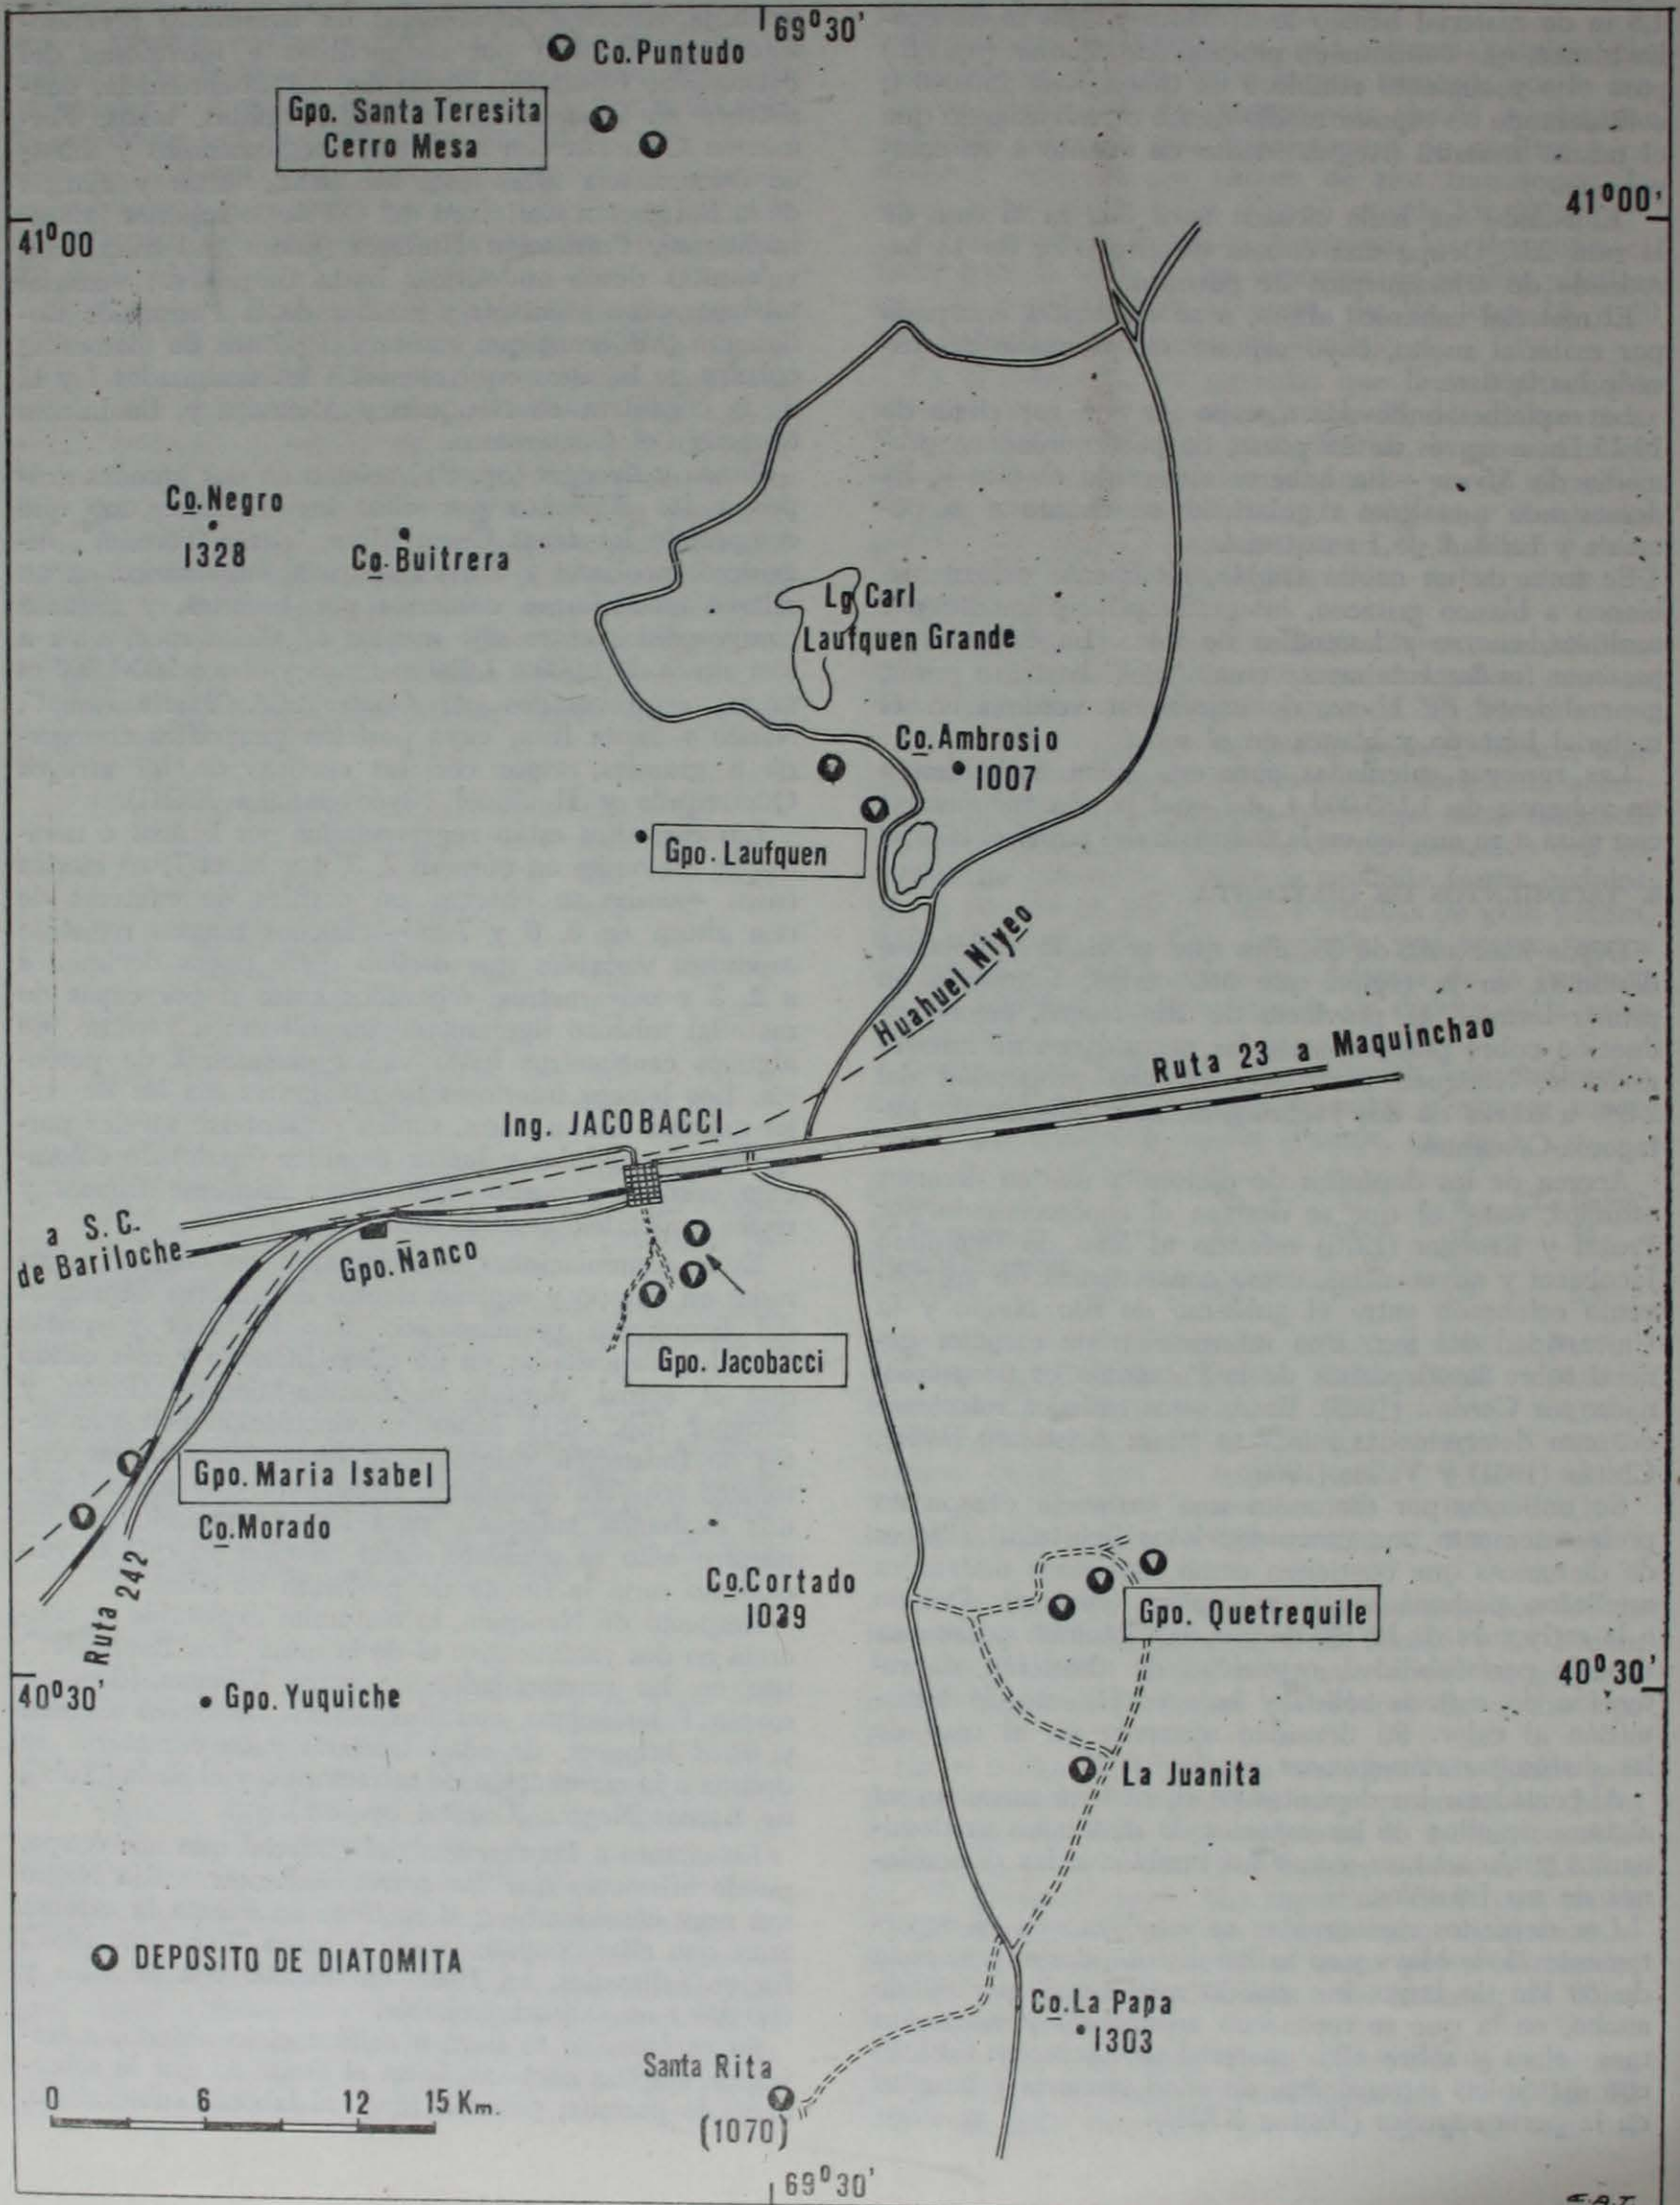 69°30'
Co. Puntudo
Gpo. Santa Teresita
Cerro Mesa
41°00'
41°00
Co. Negro
1328
Co. Buitrera
Lg Carl
Laufquen Grande
Co. Ambrosio
1007
Gpo. Laufquen
Huahuel Niyeo
Ruta 23 a Maquinchao
Ing. JACOBACCI
a S. C.
de Bariloche
Gpo. Ñanco
Gpo. Jacobacci
Gpo. Maria Isabel
Co. Morado
Ruta 242
Co. Cortado
1039
Gpo. Quetrequile
40°30'
40°30'
Gpo. Yuquiche
La Juanita
DEPOSITO DE DIATOMITA
Co. La Papa
1303
Santa Rita
(1070)
0 6 12 15 Km.
69°30'